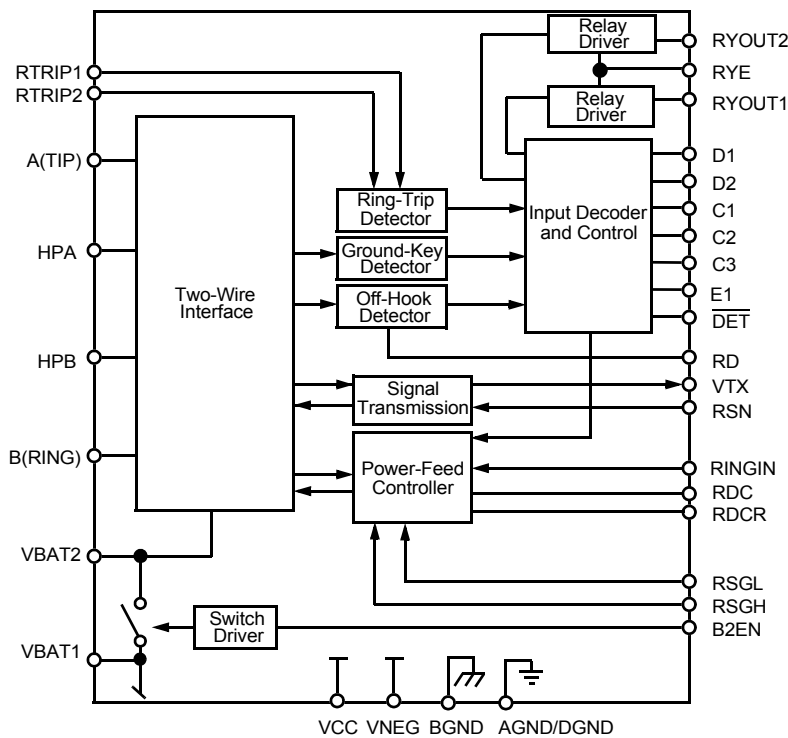 Relay
Driver
RYOUT2
RTRIP1
RYE
RTRIP2
Relay
Driver
RYOUT1
A(TIP)
D1
D2
Ring-Trip
Detector
Input Decoder
and Control
C1
C2
HPA
Ground-Key
Detector
C3
Two-Wire
Interface
Off-Hook
Detector
E1
DET
HPB
RD
Signal
Transmission
VTX
RSN
B(RING)
Power-Feed
Controller
RINGIN
RDC
RDCR
VBAT2
RSGL
RSGH
Switch
Driver
B2EN
VBAT1
VCC VNEG BGND AGND/DGND